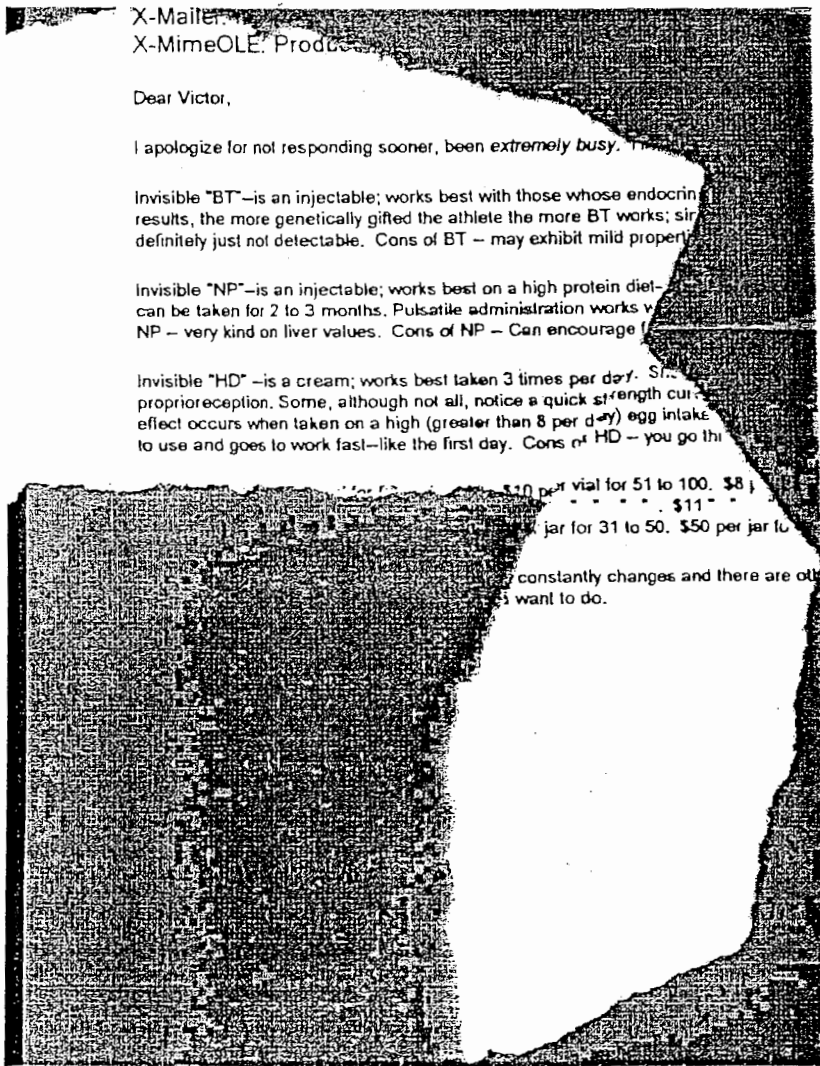 X-Mailer:
X-MimeOLE: Produc
Dear Victor,
I apologize for not responding sooner, been extremely busy.
Invisible "BT"–is an injectable; works best with those whose endocrin
results, the more genetically gifted the athlete the more BT works; sin
definitely just not detectable. Cons of BT – may exhibit mild properti
Invisible "NP"–is an injectable; works best on a high protein diet–
can be taken for 2 to 3 months. Pulsatile administration works w
NP – very kind on liver values. Cons of NP – Can encourage
Invisible "HD" –is a cream; works best taken 3 times per day.
proprioreception. Some, although not all, notice a quick strength cur
effect occurs when taken on a high (greater than 8 per day) egg intake
to use and goes to work fast–like the first day. Cons of HD – you go thr
$10 per vial for 51 to 100. $8
" " " " . $11 " "
jar for 31 to 50. $50 per jar fo
constantly changes and there are oth
want to do.